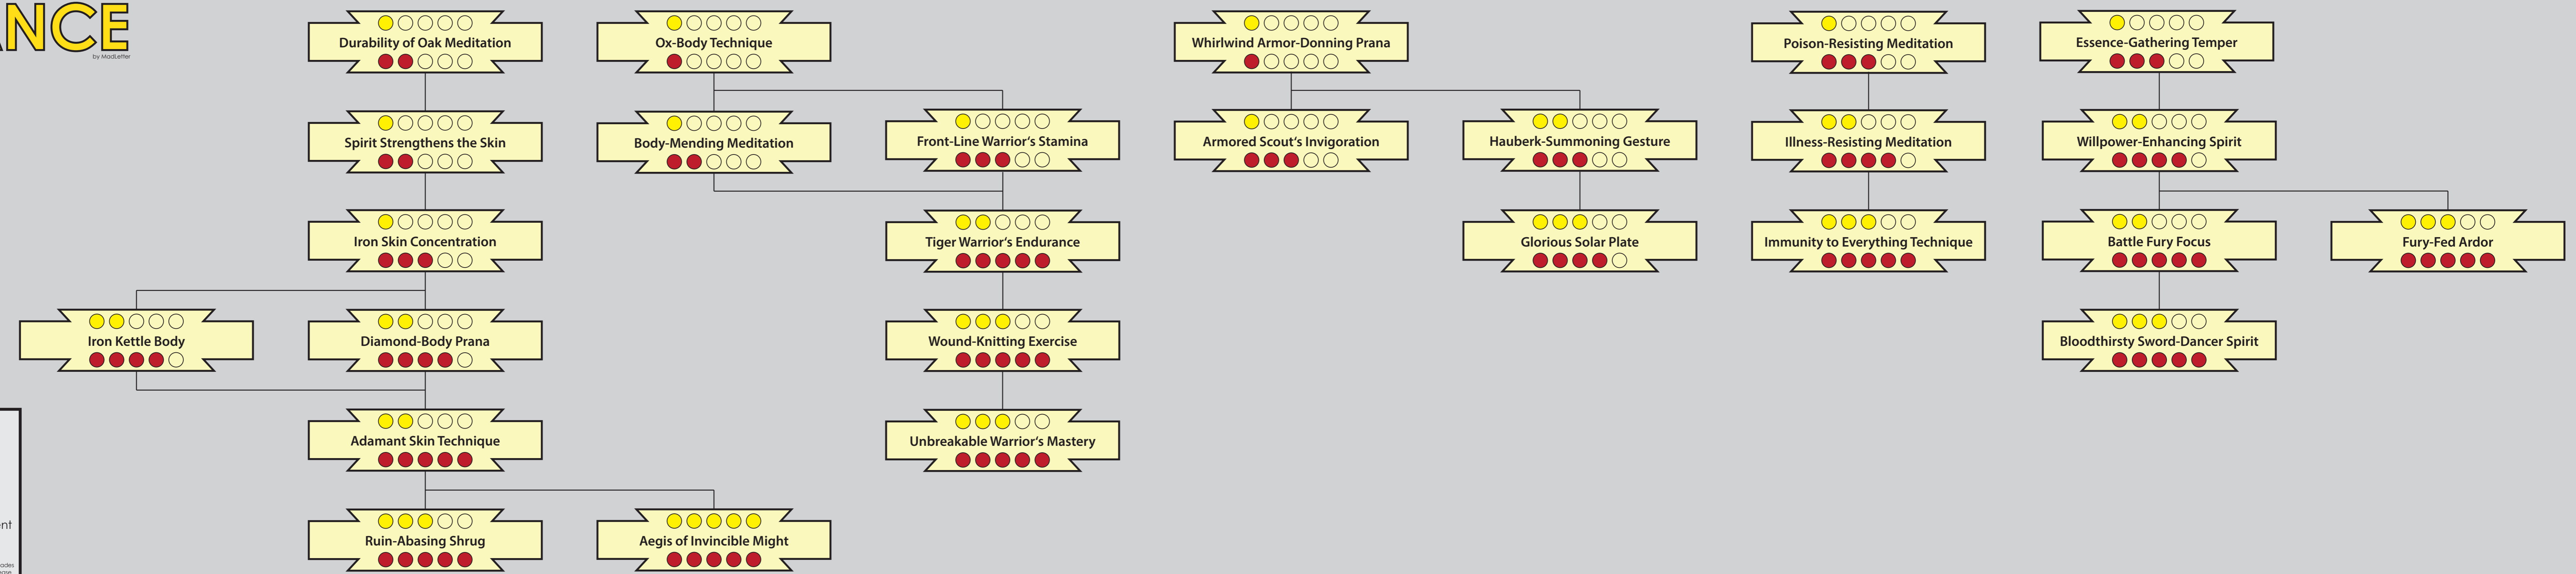 NCE
by MadLetter
Durability of Oak Meditation
Ox-Body Technique
Whirlwind Armor-Donning Prana
Poison-Resisting Meditation
Essence-Gathering Temper
Spirit Strengthens the Skin
Body-Mending Meditation
Front-Line Warrior's Stamina
Armored Scout's Invigoration
Hauberk-Summoning Gesture
Illness-Resisting Meditation
Willpower-Enhancing Spirit
Iron Skin Concentration
Tiger Warrior's Endurance
Glorious Solar Plate
Immunity to Everything Technique
Battle Fury Focus
Fury-Fed Ardor
Iron Kettle Body
Diamond-Body Prana
Wound-Knitting Exercise
Bloodthirsty Sword-Dancer Spirit
Adamant Skin Technique
Unbreakable Warrior's Mastery
Ruin-Abasing Shrug
Aegis of Invincible Might
nt
ades